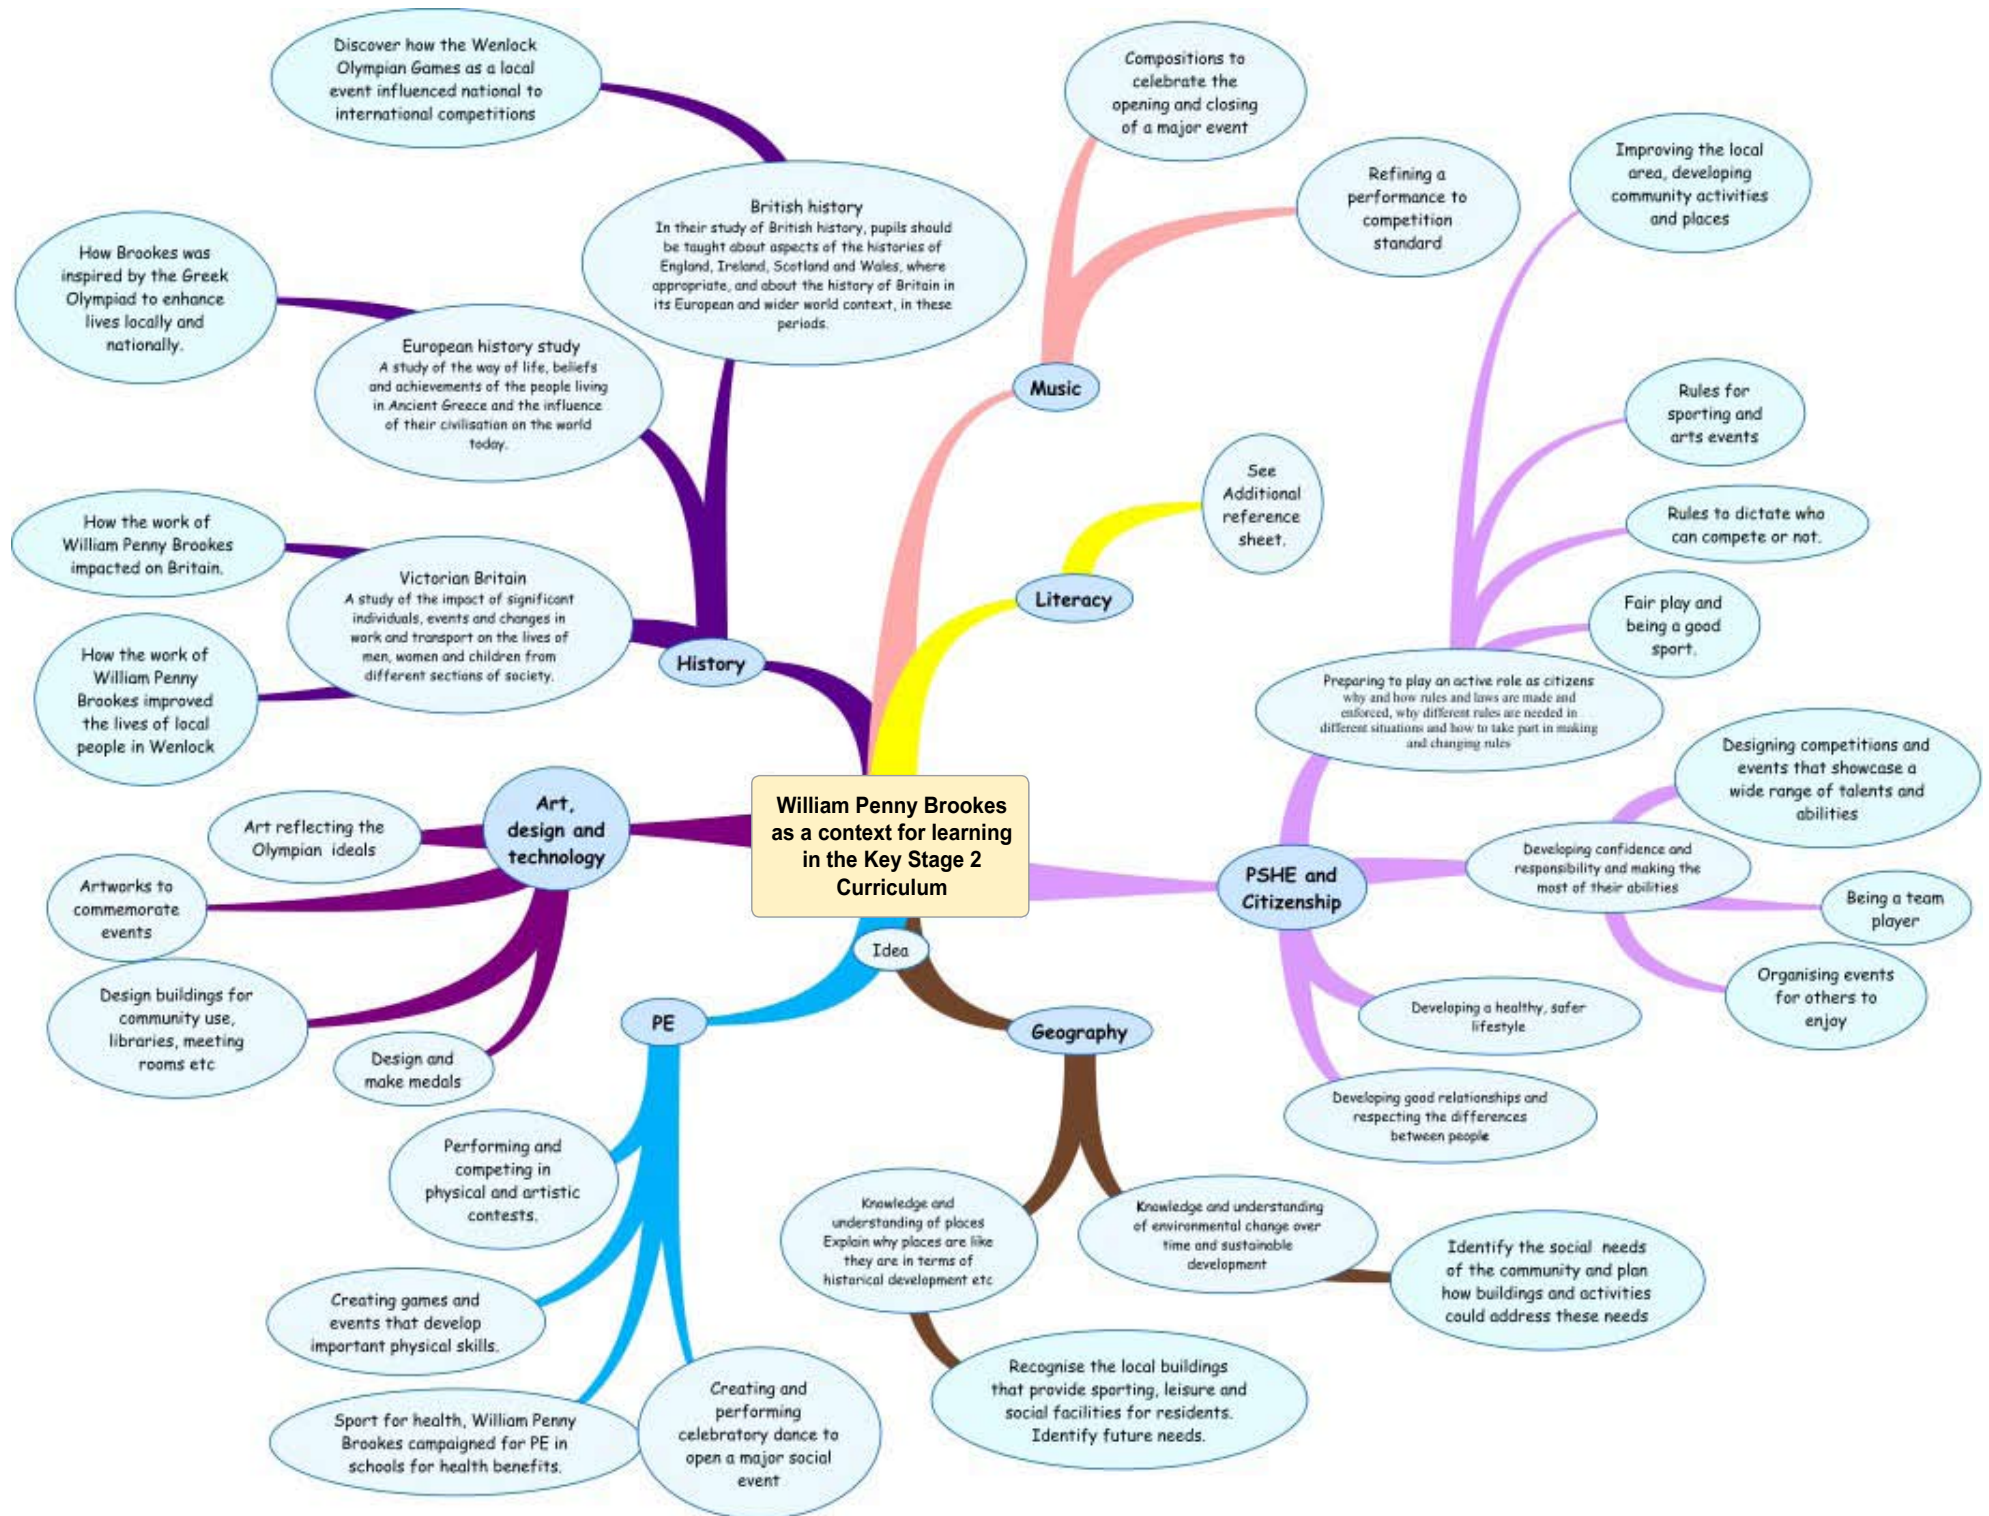 Discover how the Wenlock
Olympian Games as a local
event influenced national to
international competitions
British history
In their study of British history, pupils should
be taught about aspects of the histories of
England, Ireland, Scotland and Wales, where
appropriate, and about the history of Britain in
its European and wider world context, in these
periods.
How Brookes was
inspired by the Greek
Olympiad to enhance
lives locally and
nationally.
European history study
A study of the way of life, beliefs
and achievements of the people living
in Ancient Greece and the influence
of their civilisation on the world
today.
How the work of
William Penny Brookes
impacted on Britain.
How the work of
William Penny
Brookes improved
the lives of local
people in Wenlock
Victorian Britain
A study of the impact of significant
individuals, events and changes in
work and transport on the lives of
men, women and children from
different sections of society.
History
Compositions to
celebrate the
opening and closing
of a major event
Refining a
performance to
competition
standard
Music
See
Additional
reference
sheet.
Literacy
Improving the local
area, developing
community activities
and places
Rules for
sporting and
arts events
Rules to dictate who
can compete or not.
Fair play and
being a good
sport.
Preparing to play an active role as citizens
why and how rules and laws are made and
enforced, why different rules are needed in
different situations and how to take part in making
and changing rules
Designing competitions and
events that showcase a
wide range of talents and
abilities
Developing confidence and
responsibility and making the
most of their abilities
Being a team
player
Organising events
for others to
enjoy
PSHE and
Citizenship
Developing a healthy, safer
lifestyle
Developing good relationships and
respecting the differences
between people
William Penny Brookes
as a context for learning
in the Key Stage 2
Curriculum
Idea
Art,
design and
technology
Art reflecting the
Olympian ideals
Artworks to
commemorate
events
Design buildings for
community use,
libraries, meeting
rooms etc
Design and
make medals
PE
Performing and
competing in
physical and artistic
contests.
Creating games and
events that develop
important physical skills.
Sport for health, William Penny
Brookes campaigned for PE in
schools for health benefits.
Creating and
performing
celebratory dance to
open a major social
event
Geography
Knowledge and
understanding of places
Explain why places are like
they are in terms of
historical development etc
Knowledge and understanding
of environmental change over
time and sustainable
development
Identify the social needs
of the community and plan
how buildings and activities
could address these needs
Recognise the local buildings
that provide sporting, leisure and
social facilities for residents.
Identify future needs.